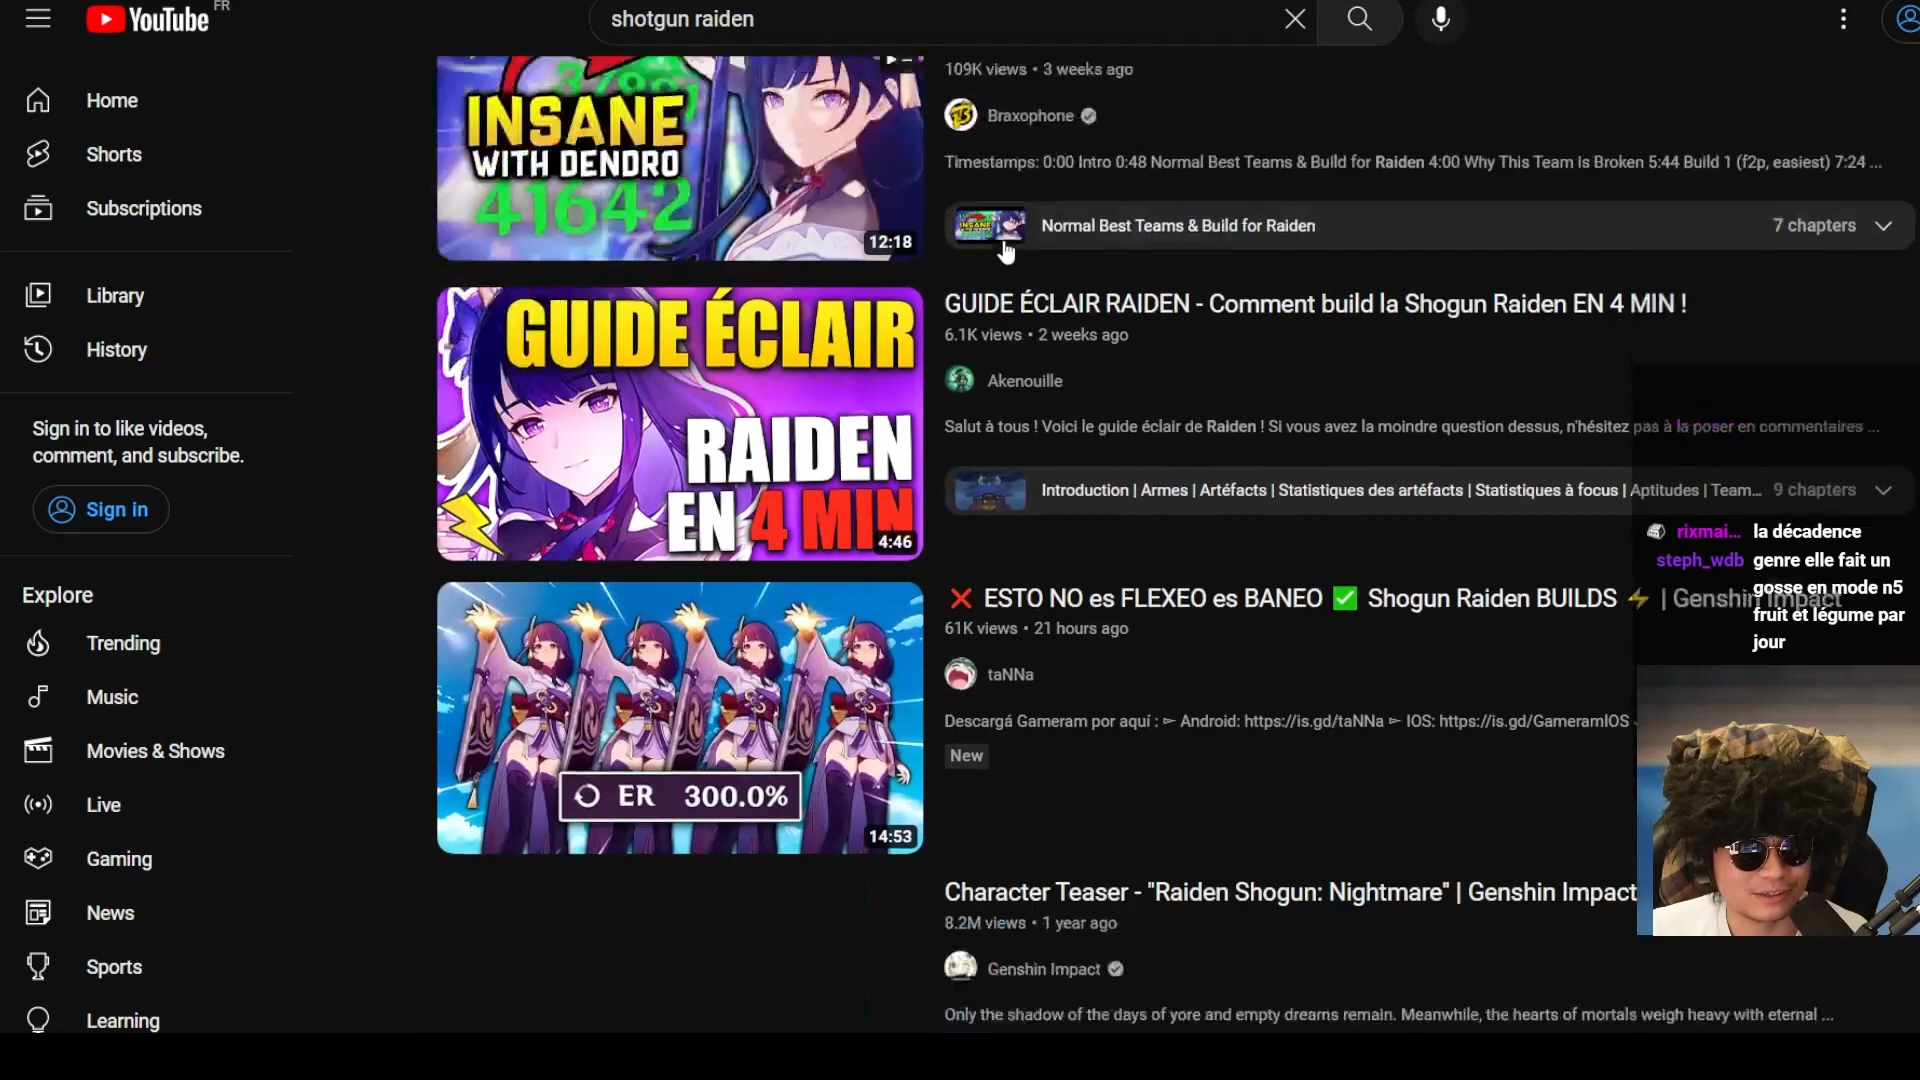 YouTube FR
shotgun raiden
Home
Shorts
Subscriptions
Library
History
Sign in to like videos,
comment, and subscribe.
Sign in
Explore
Trending
Music
Movies & Shows
Live
Gaming
News
Sports
Learning
INSANE
WITH DENDRO
41642
12:18
109K views • 3 weeks ago
Braxophone
Timestamps: 0:00 Intro 0:48 Normal Best Teams & Build for Raiden 4:00 Why This Team is Broken 5:44 Build 1 (f2p, easiest) 7:24 ...
Normal Best Teams & Build for Raiden
7 chapters
GUIDE ÉCLAIR
RAIDEN
EN 4 MIN
4:46
GUIDE ÉCLAIR RAIDEN - Comment build la Shogun Raiden EN 4 MIN !
6.1K views • 2 weeks ago
Akenouille
Salut à tous ! Voici le guide éclair de Raiden ! Si vous avez la moindre question dessus, n'hésitez pas à la poser en commentaires ...
Introduction | Armes | Artéfacts | Statistiques des artéfacts | Statistiques à focus | Aptitudes | Team...
9 chapters
ER 300.0%
14:53
❌ ESTO NO es FLEXEO es BANEO ✅ Shogun Raiden BUILDS ⚡ | Genshin Impact
61K views • 21 hours ago
taNNa
Descargá Gameram por aquí : ► Android: https://is.gd/taNNa ► IOS: https://is.gd/GameramIOS
New
Character Teaser - "Raiden Shogun: Nightmare" | Genshin Impact
8.2M views • 1 year ago
Genshin Impact
Only the shadow of the days of yore and empty dreams remain. Meanwhile, the hearts of mortals weigh heavy with eternal ...
rixmai... la décadence
steph_wdb genre elle fait un
gosse en mode n5
fruit et légume par
jour